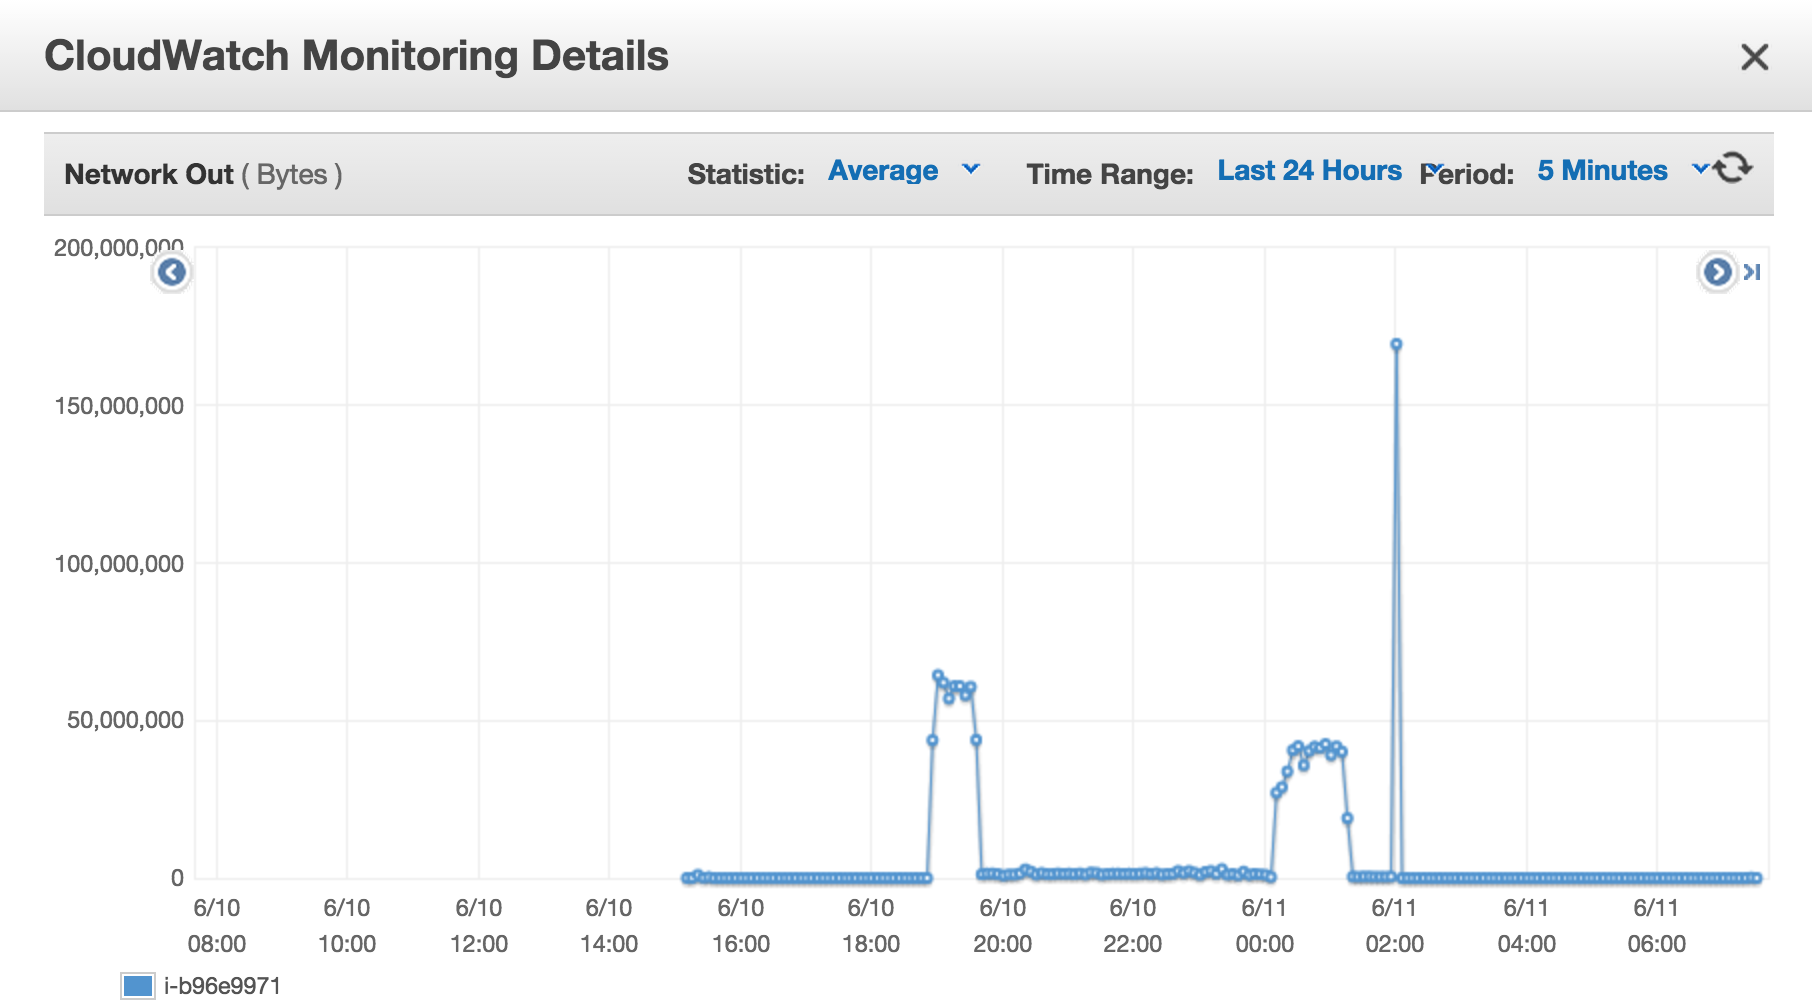 CloudWatch Monitoring Details
Network Out ( Bytes ) Statistic: Average Time Range: Last 24 Hours Period: 5 Minutes
200,000,000
150,000,000
100,000,000
50,000,000
0
6/10 6/10 6/10 6/10 6/10 6/10 6/10 6/10 6/11 6/11 6/11 6/11
08:00 10:00 12:00 14:00 16:00 18:00 20:00 22:00 00:00 02:00 04:00 06:00
i-b96e9971